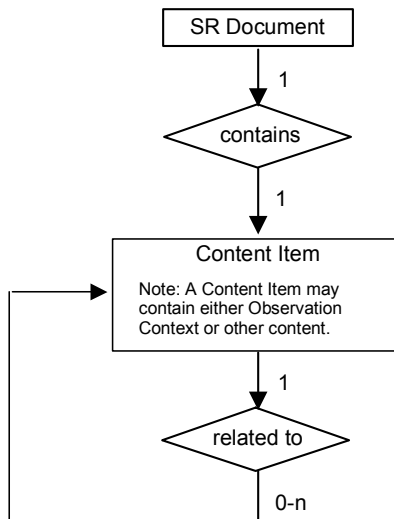 SR Document
1
contains
1
Content Item
Note: A Content Item may
contain either Observation
Context or other content.
1
related to
0-n